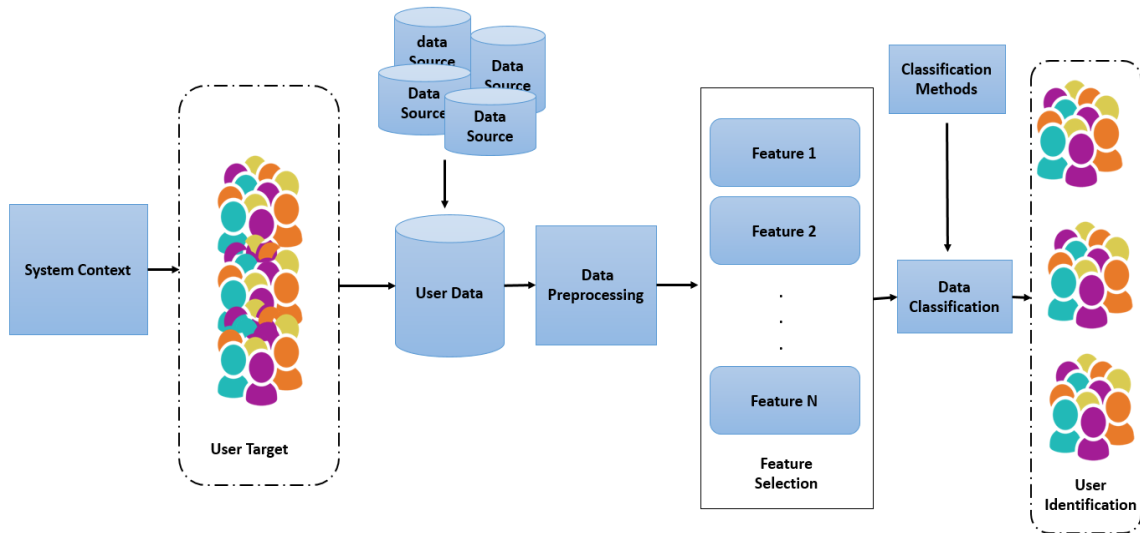 System Context
User Target
data
Source
Data
Source
Data
Source
Data
Source
User Data
Data
Preprocessing
Feature 1
Feature 2
.
.
.
Feature N
Feature
Selection
Classification
Methods
Data
Classification
User
Identification